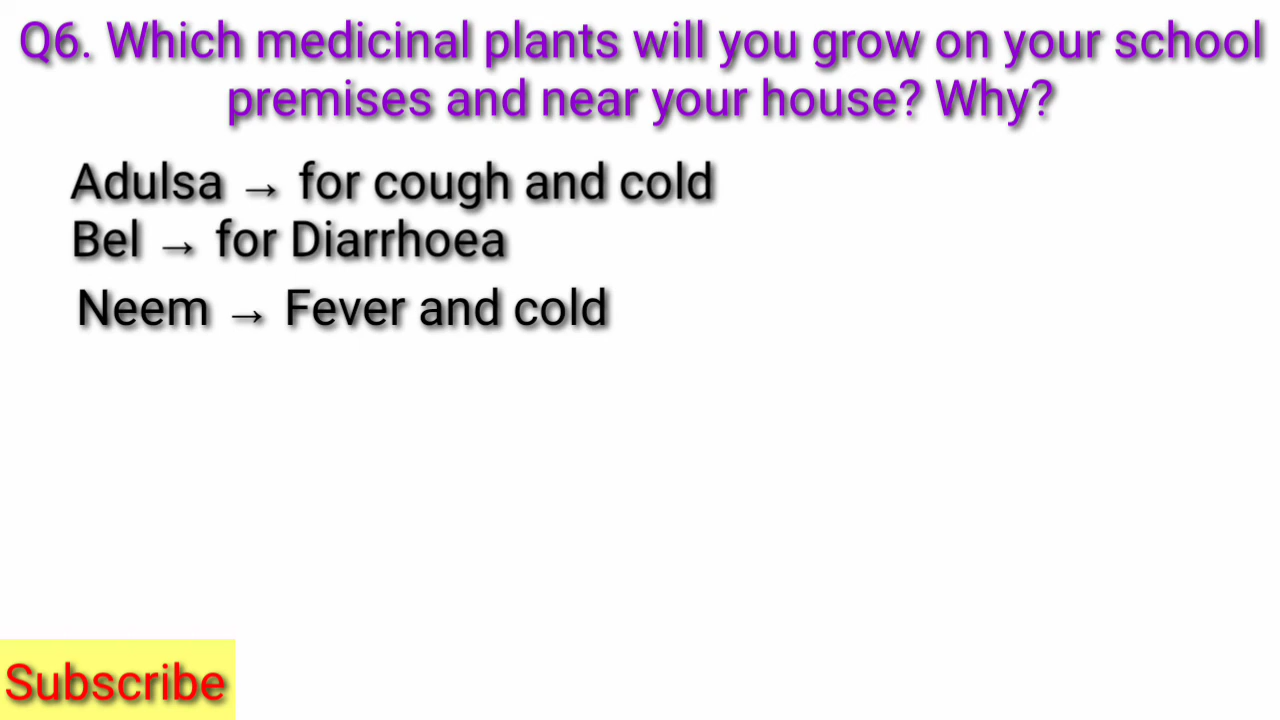 Q6. Which medicinal plants will you grow on your school
premises and near your house? Why?
Adulsa → for cough and cold
Bel → for Diarrhoea
Neem → Fever and cold
Subscribe